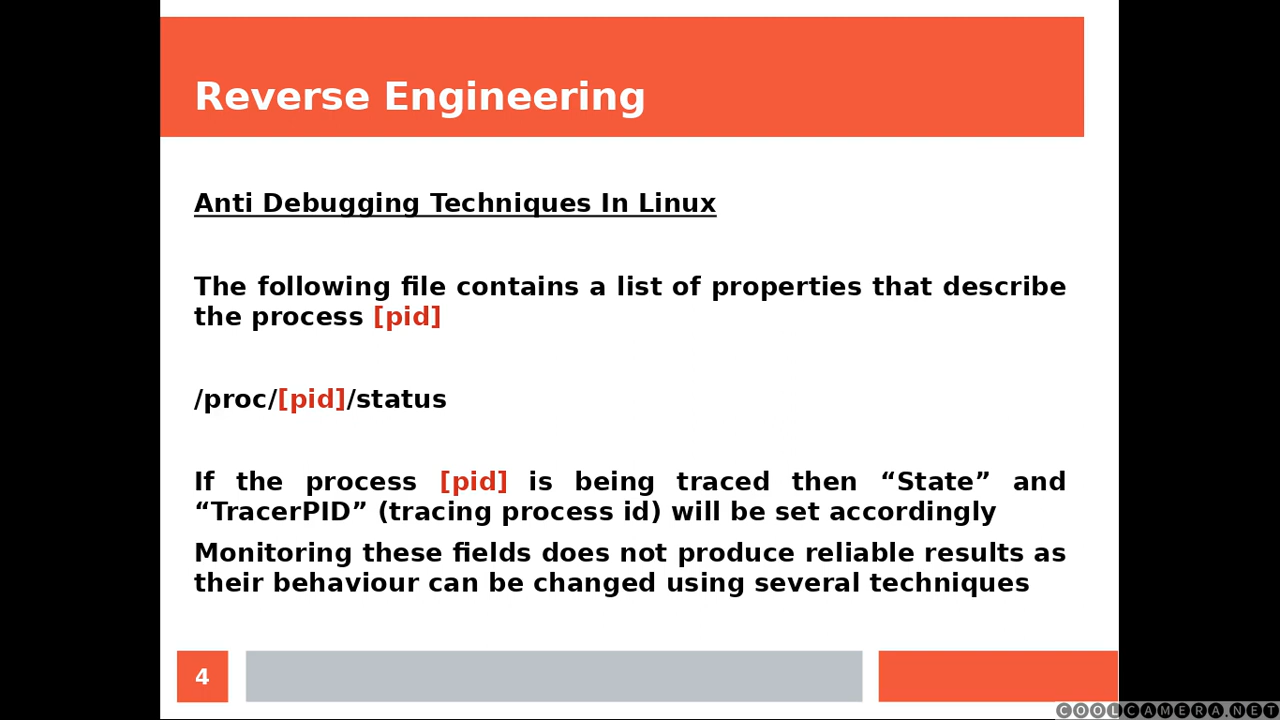 Reverse Engineering
Anti Debugging Techniques In Linux
The following file contains a list of properties that describe
the process [pid]
/proc/[pid]/status
If the process [pid] is being traced then “State” and
“TracerPID” (tracing process id) will be set accordingly
Monitoring these fields does not produce reliable results as
their behaviour can be changed using several techniques
4
COOLCAMERA.NET